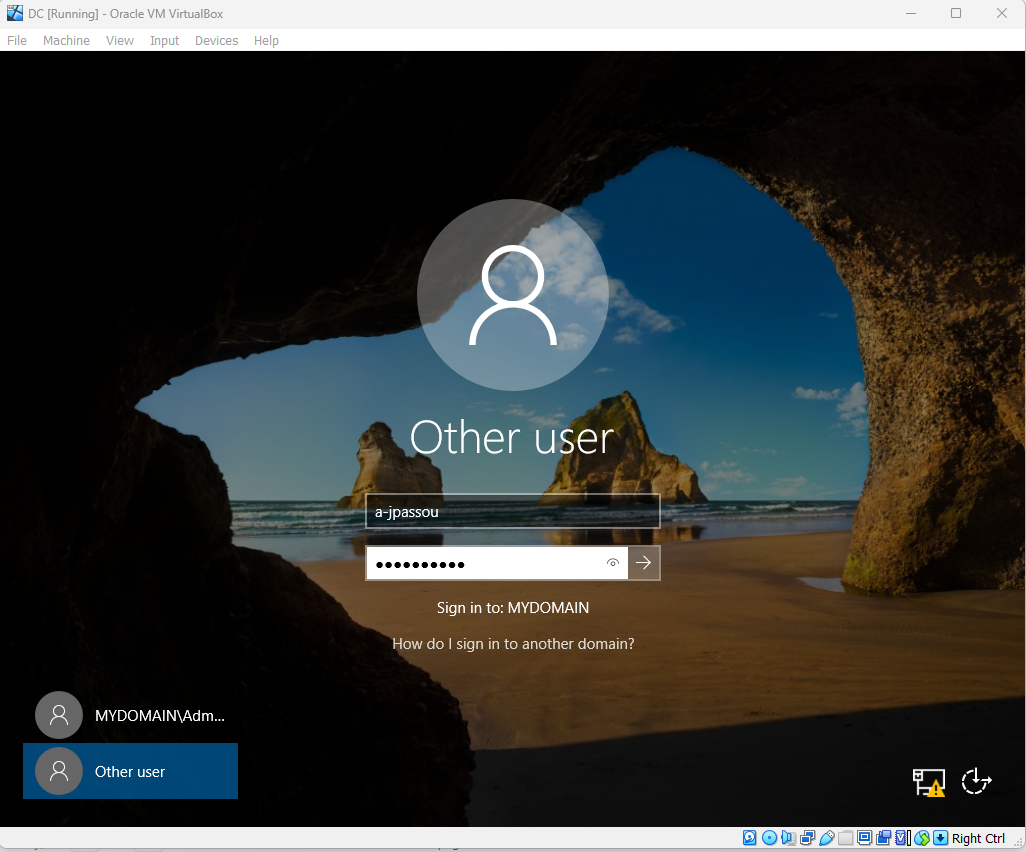 DC [Running] - Oracle VM VirtualBox
File Machine View Input Devices Help
Other user
a-jpassou
●●●●●●●●●●
Sign in to: MYDOMAIN
How do I sign in to another domain?
MYDOMAIN\Adm...
Other user
Right Ctrl